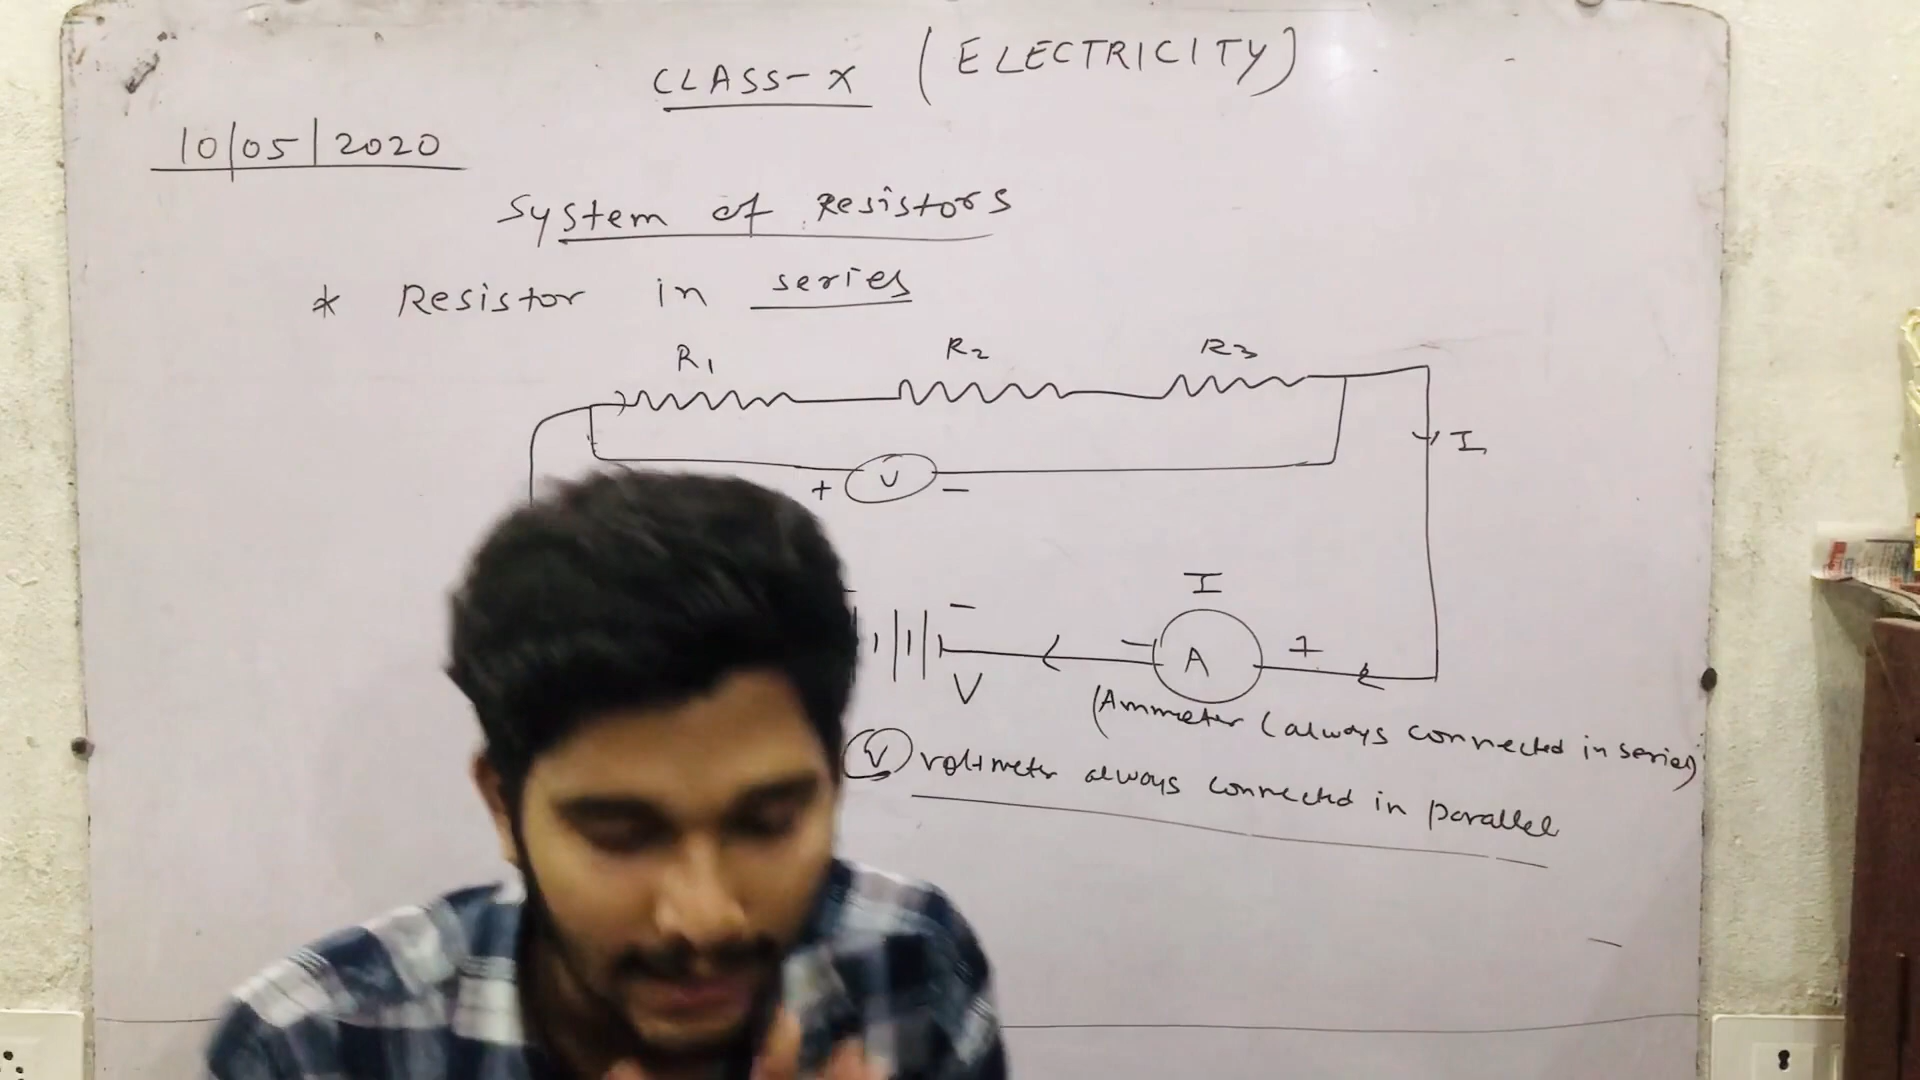 CLASS-X (ELECTRICITY)
10/05/2020
System of Resistors
* Resistor in series
R1 R2 R3
I
+ V −
I
−
− A +
V
(Ammeter (always connected in series)
V voltmeter always connected in parallel